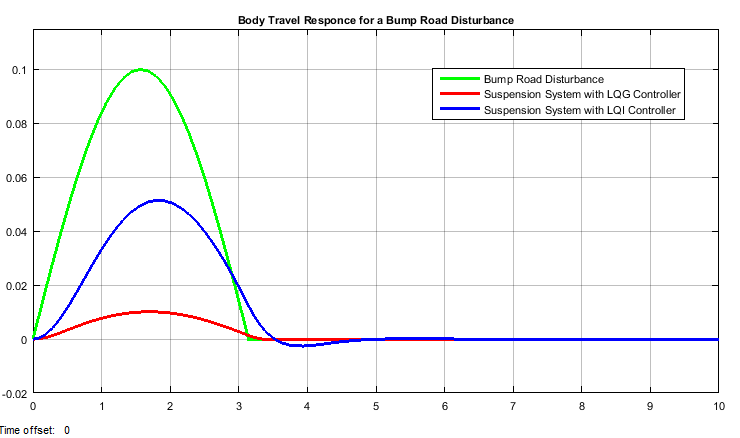 Body Travel Responce for a Bump Road Disturbance
0.1
0.08
0.06
0.04
0.02
0
-0.02
Bump Road Disturbance
Suspension System with LQG Controller
Suspension System with LQI Controller
0 1 2 3 4 5 6 7 8 9 10
Time offset: 0